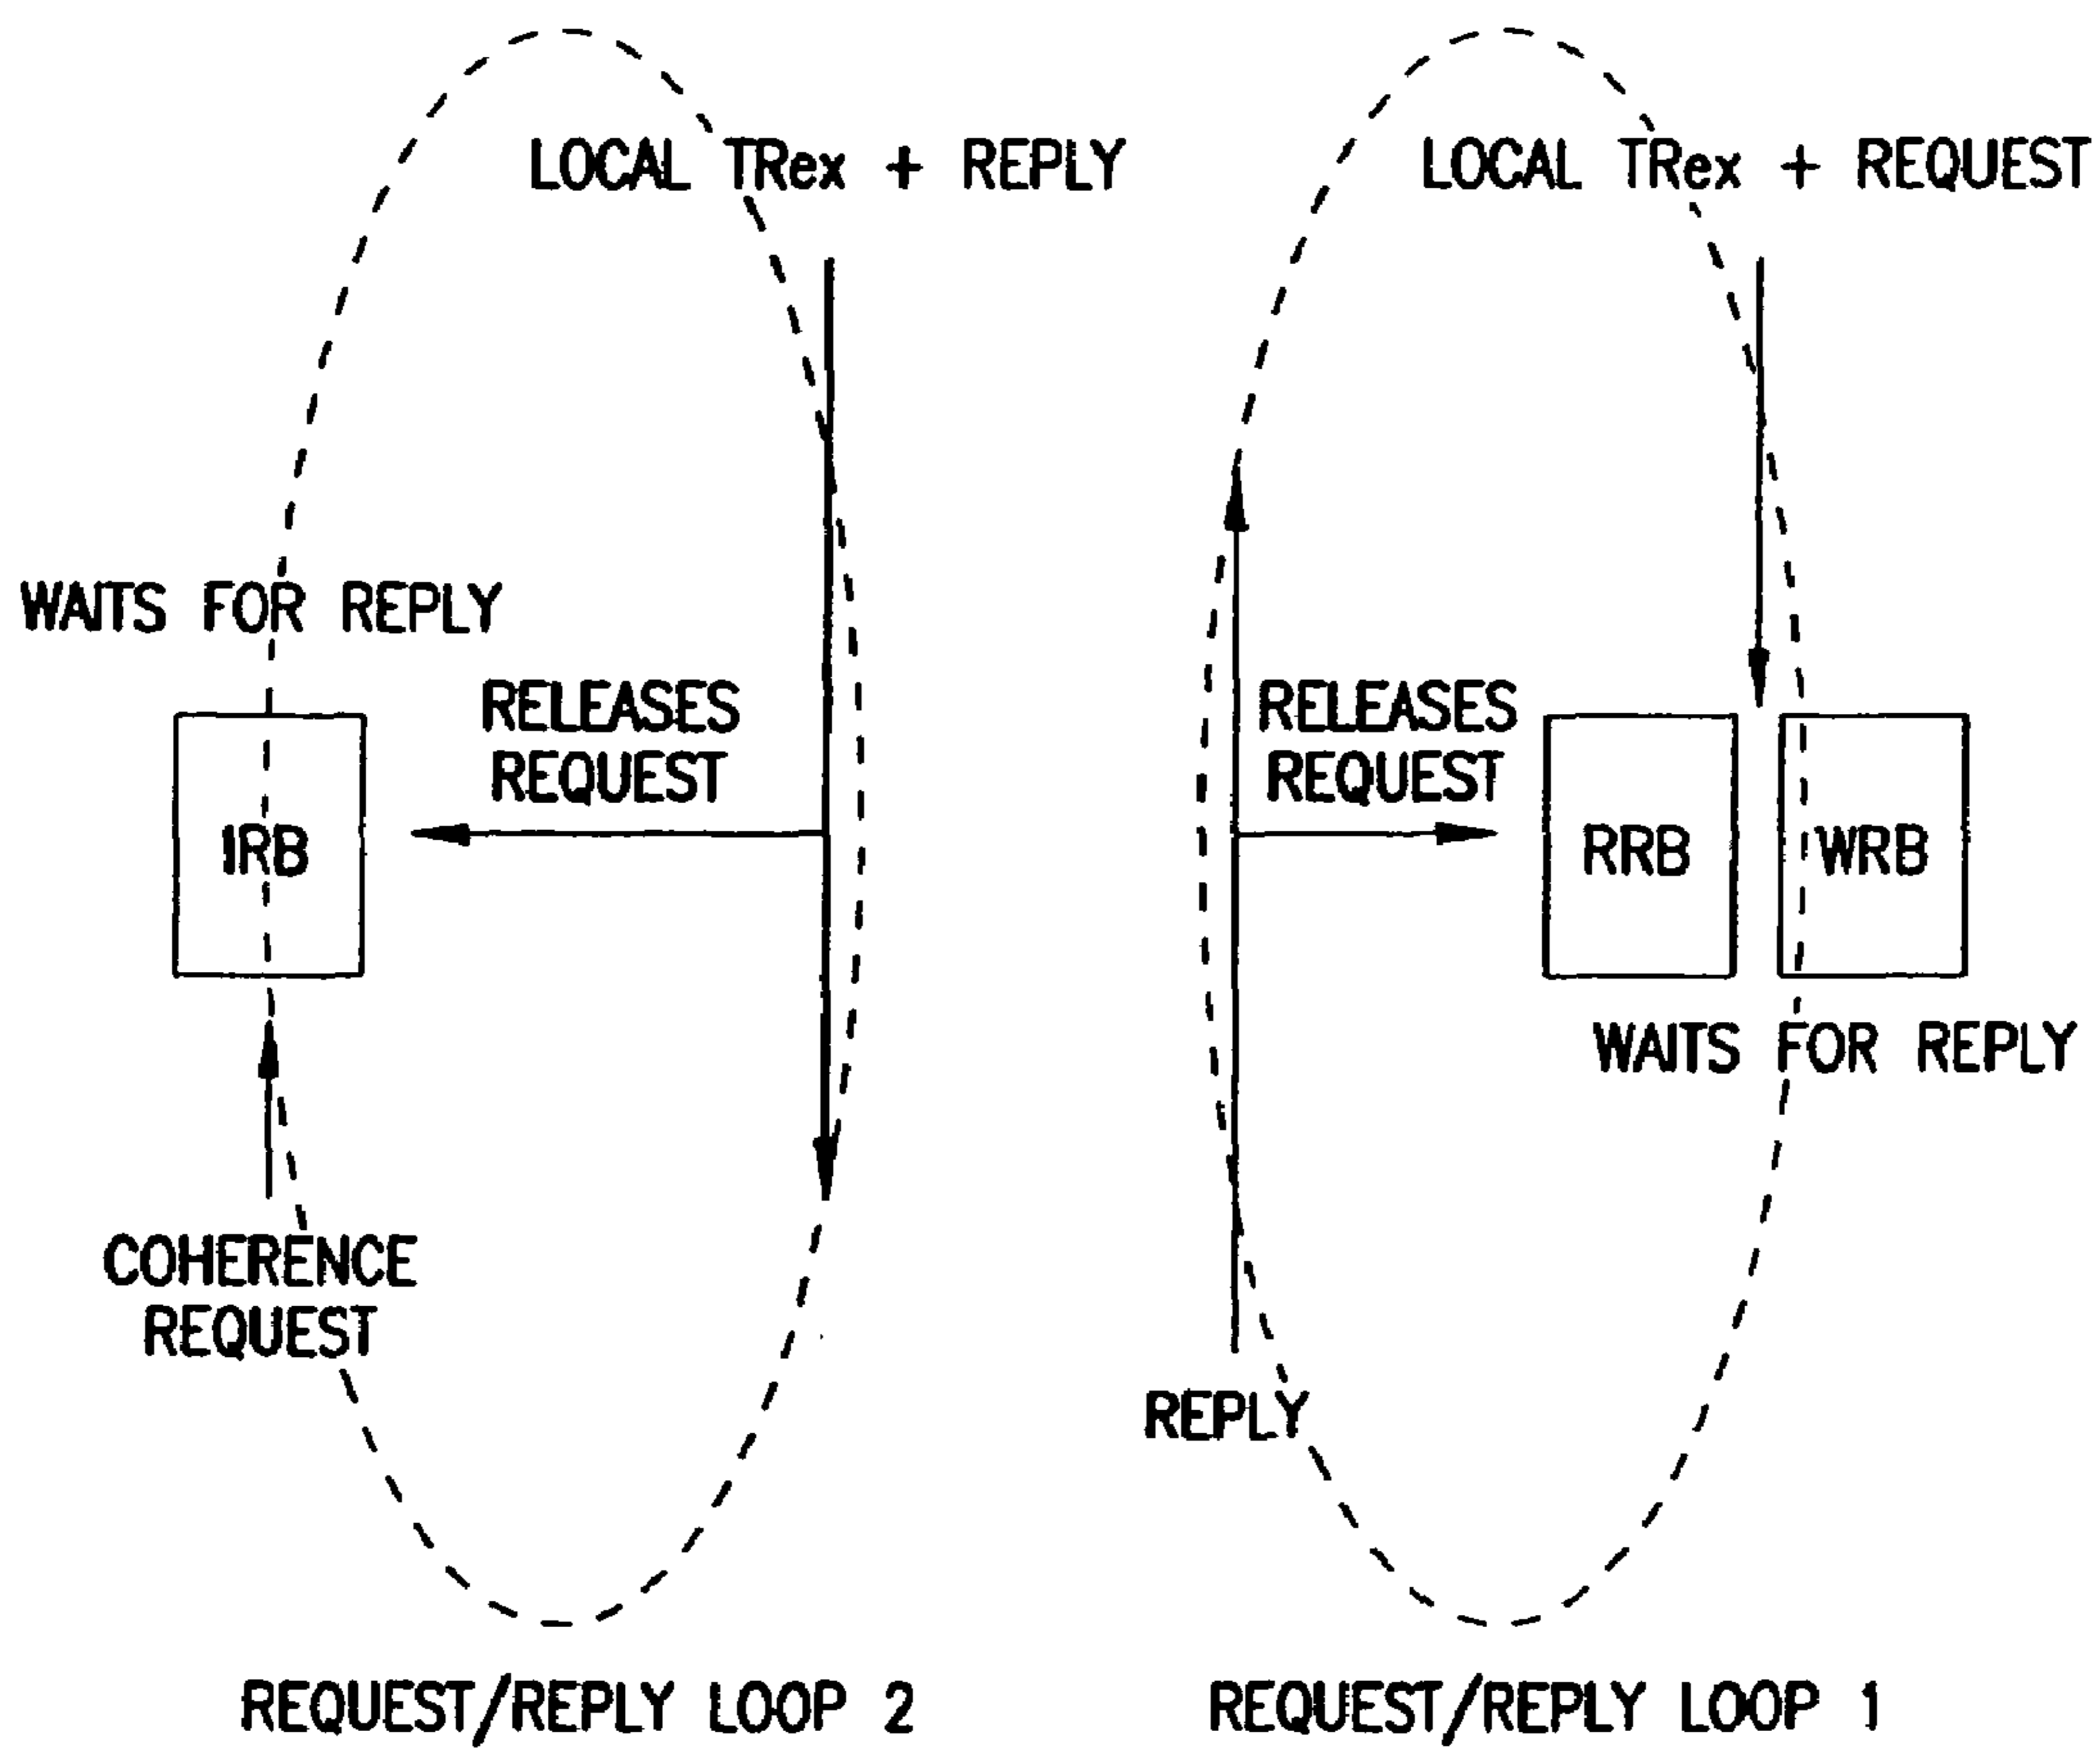 LOCAL TRex + REPLY
LOCAL TRex + REQUEST
WAITS FOR REPLY
RELEASES
REQUEST
RELEASES
REQUEST
IRB
RRB
WRB
WAITS FOR REPLY
COHERENCE
REQUEST
REPLY
REQUEST/REPLY LOOP 2
REQUEST/REPLY LOOP 1